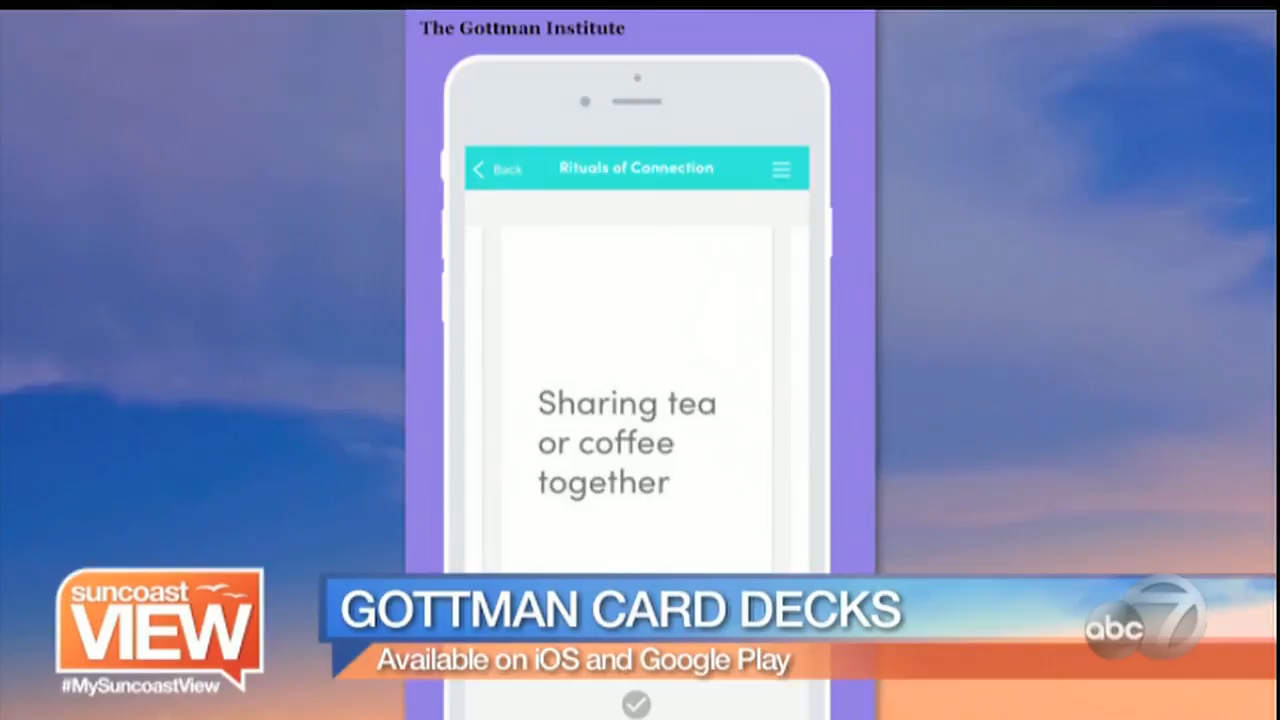 The Gottman Institute
Back
Rituals of Connection
Sharing tea
or coffee
together
suncoast
VIEW
#MySuncoastView
GOTTMAN CARD DECKS
Available on iOS and Google Play
abc 7